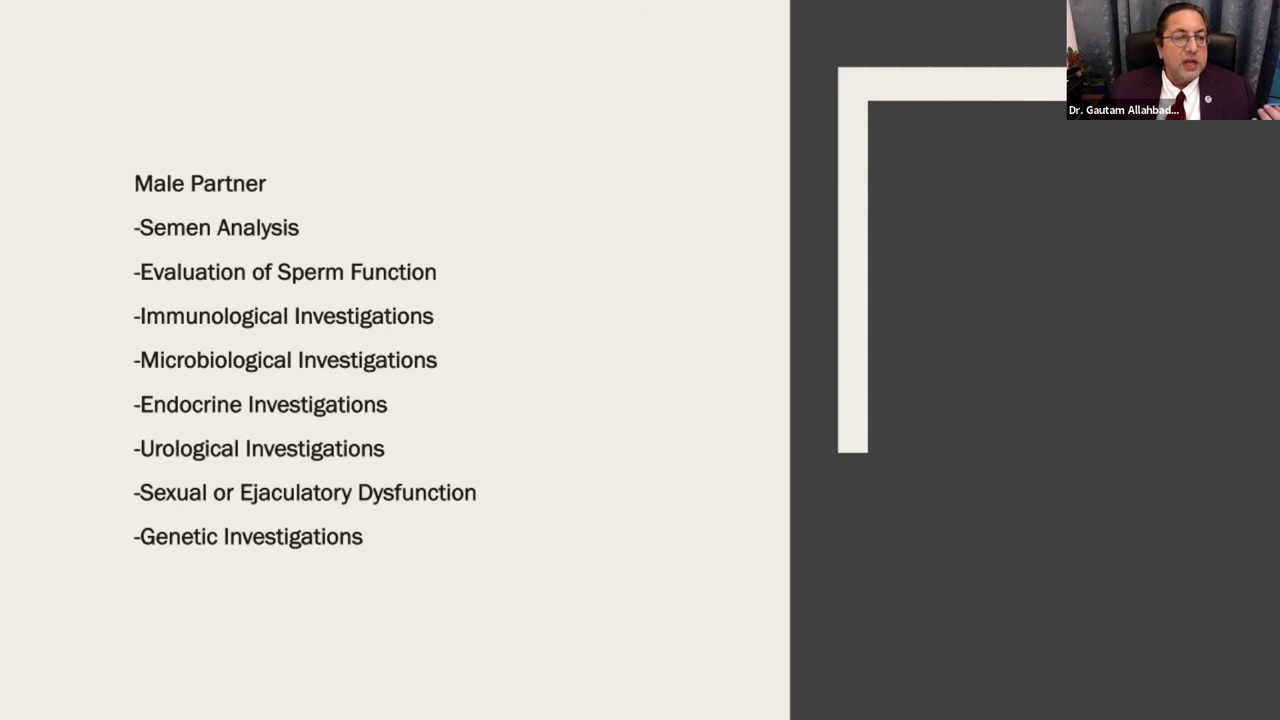 Male Partner
-Semen Analysis
-Evaluation of Sperm Function
-Immunological Investigations
-Microbiological Investigations
-Endocrine Investigations
-Urological Investigations
-Sexual or Ejaculatory Dysfunction
-Genetic Investigations
Dr. Gautam Allahbad...